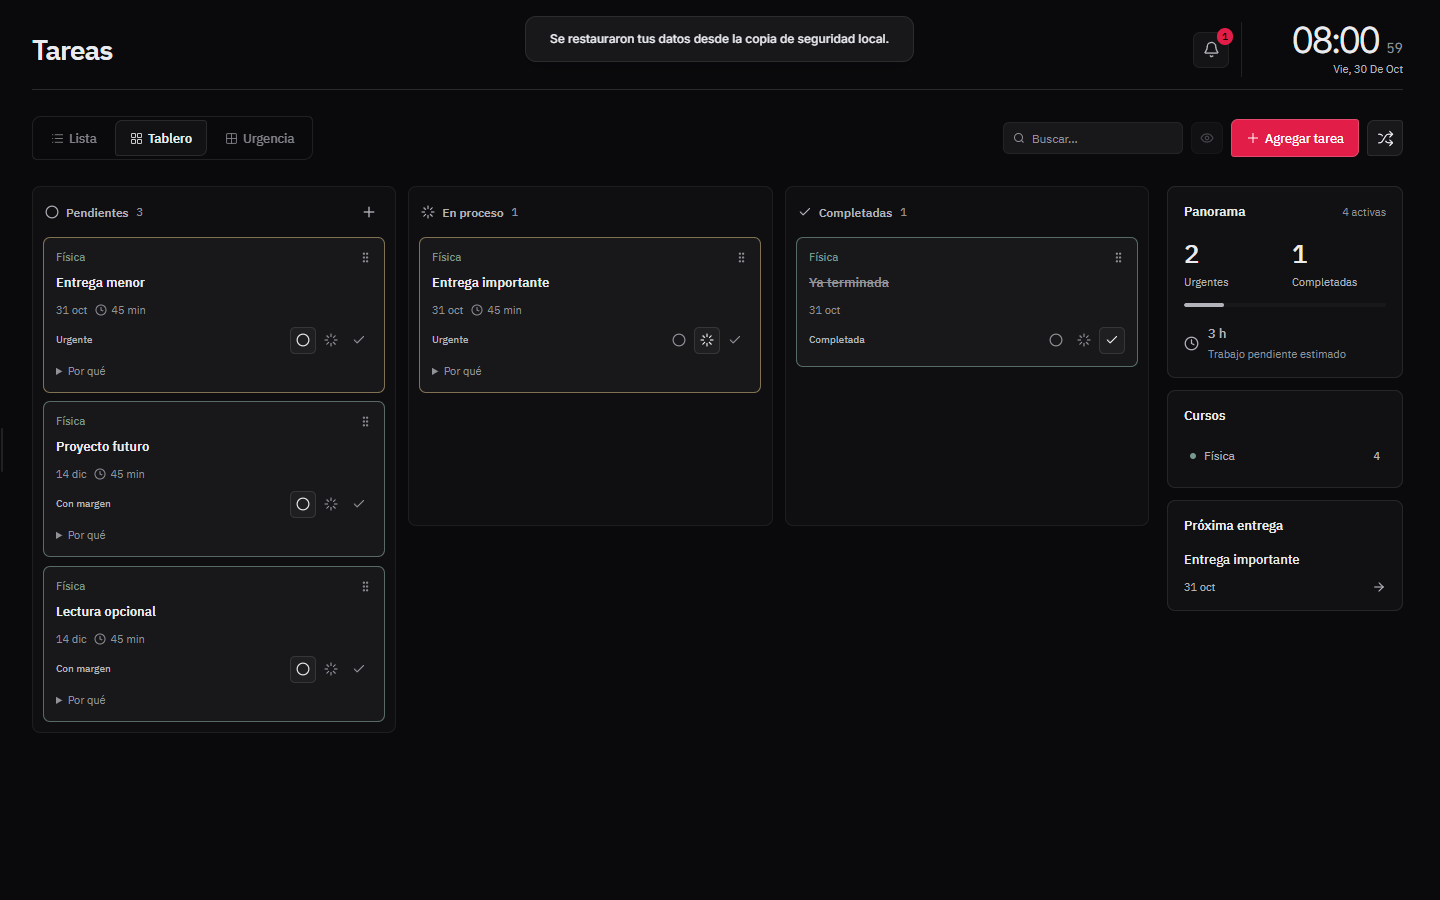 Tareas
Se restauraron tus datos desde la copia de seguridad local.
1
08:00 59
Vie, 30 De Oct
Lista
Tablero
Urgencia
Buscar...
Agregar tarea
Pendientes 3
Física
Entrega menor
31 oct 45 min
Urgente
Por qué
Física
Proyecto futuro
14 dic 45 min
Con margen
Por qué
Física
Lectura opcional
14 dic 45 min
Con margen
Por qué
En proceso 1
Física
Entrega importante
31 oct 45 min
Urgente
Por qué
Completadas 1
Física
Ya terminada
31 oct
Completada
Panorama 4 activas
2 1
Urgentes Completadas
3 h
Trabajo pendiente estimado
Cursos
Física 4
Próxima entrega
Entrega importante
31 oct